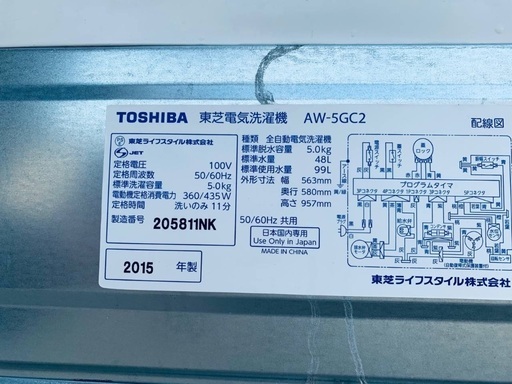 TOSHIBA 東芝電気洗濯機 AW-5GC2 配線図
東芝ライフスタイル株式会社
JET
定格電圧 100V
定格周波数 50/60Hz
標準洗濯容量 5.0kg
電動機定格消費電力 360/435W
定格時間 洗いのみ 11分
製造番号 205811NK
2015 年製
種類 全自動電気洗濯機
標準脱水容量 5.0kg
標準水量 48L
標準使用水量 99L
外形寸法 幅 563mm
奥行 580mm
高さ 957mm
50/60Hz 共用
日本国内専用
Use Only in Japan
MADE IN CHINA
プログラムタイマ
東芝ライフスタイル株式会社